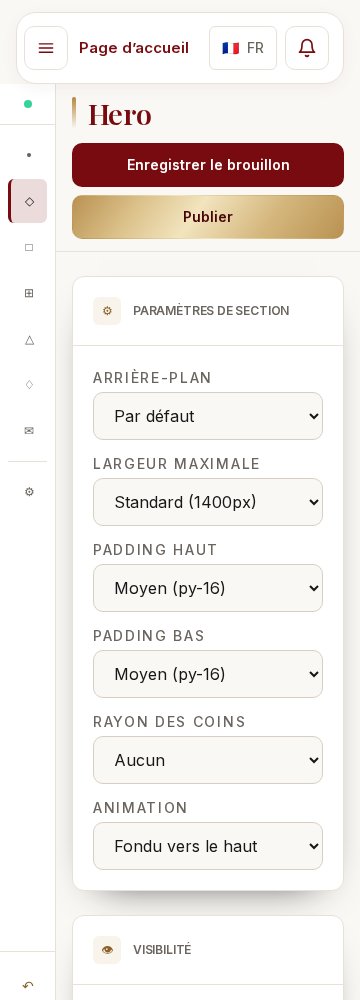 Page d’accueil
FR
Hero
Enregistrer le brouillon
Publier
PARAMÈTRES DE SECTION
ARRIÈRE-PLAN
Par défaut
LARGEUR MAXIMALE
Standard (1400px)
PADDING HAUT
Moyen (py-16)
PADDING BAS
Moyen (py-16)
RAYON DES COINS
Aucun
ANIMATION
Fondu vers le haut
VISIBILITÉ